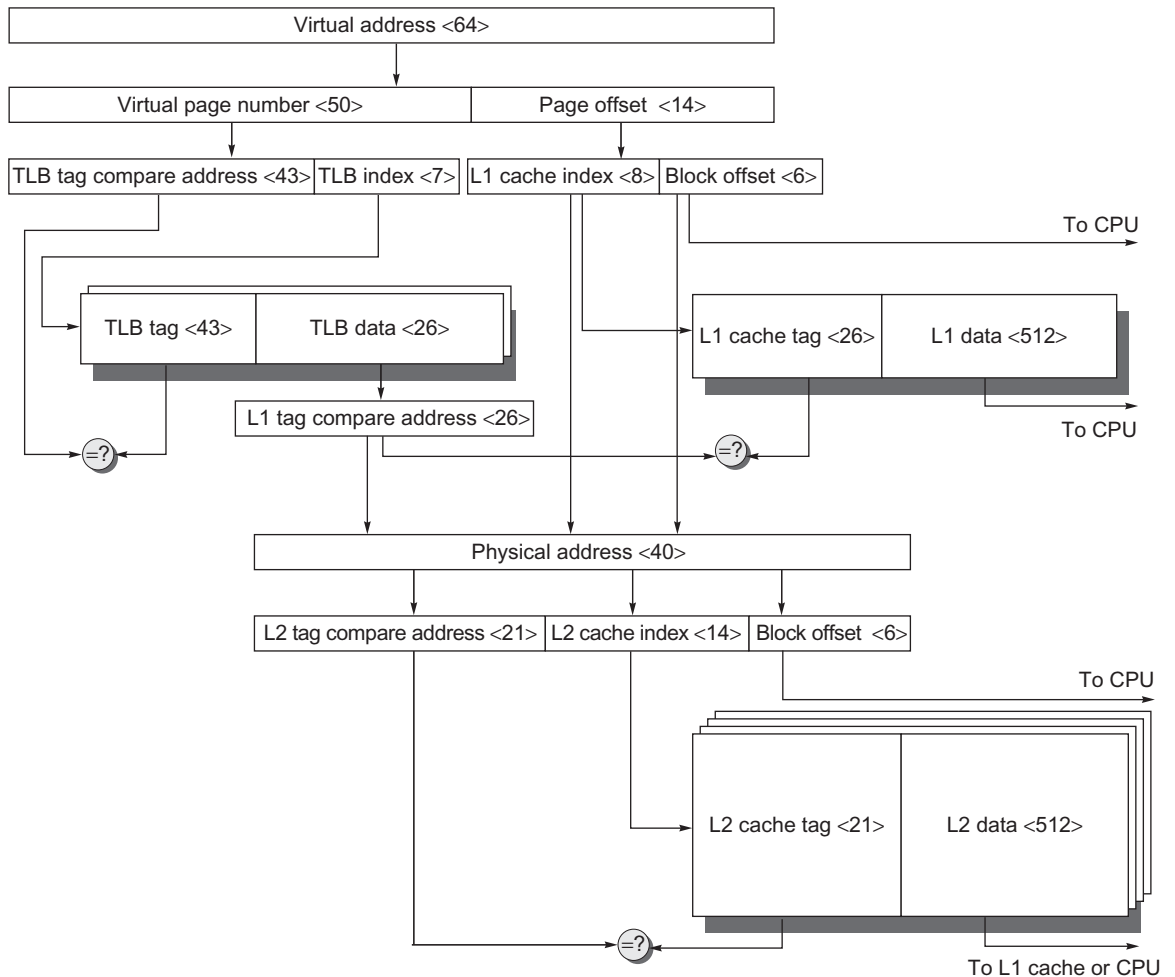 Virtual address <64>
Virtual page number <50>
Page offset <14>
TLB tag compare address <43>
TLB index <7>
L1 cache index <8>
Block offset <6>
To CPU
TLB tag <43>
TLB data <26>
L1 cache tag <26>
L1 data <512>
L1 tag compare address <26>
To CPU
=?
=?
Physical address <40>
L2 tag compare address <21>
L2 cache index <14>
Block offset <6>
To CPU
L2 cache tag <21>
L2 data <512>
=?
To L1 cache or CPU